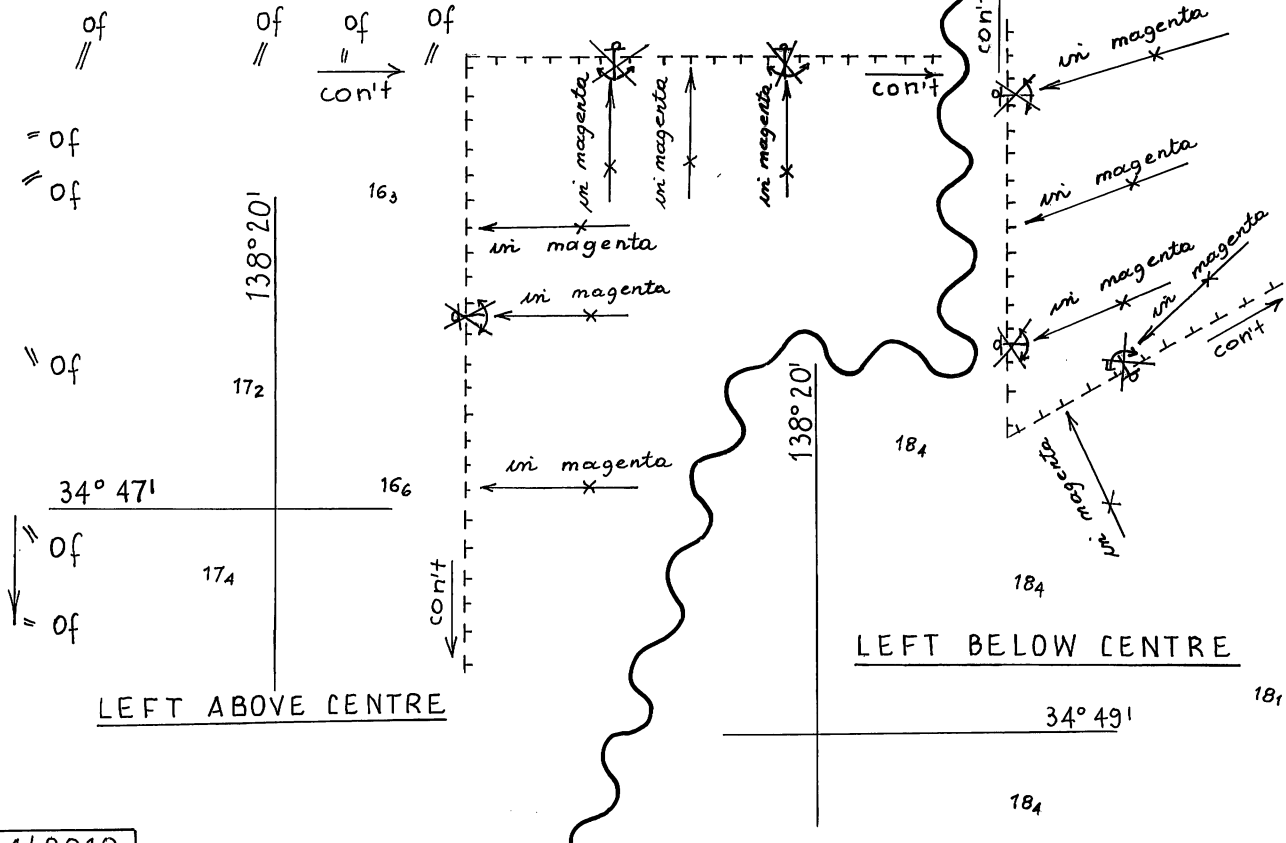 Of Of Of Of
con't
con't
con't
in magenta
in magenta
in magenta
in magenta
Of
Of
16₃
138° 20'
in magenta
in magenta
in magenta
in magenta
in magenta
in magenta
con't
Of
17₂
138° 20'
18₄
in magenta
in magenta
34° 47'
16₆
Of
17₄
con't
Of
18₄
LEFT ABOVE CENTRE
LEFT BELOW CENTRE
18₁
34° 49'
18₄